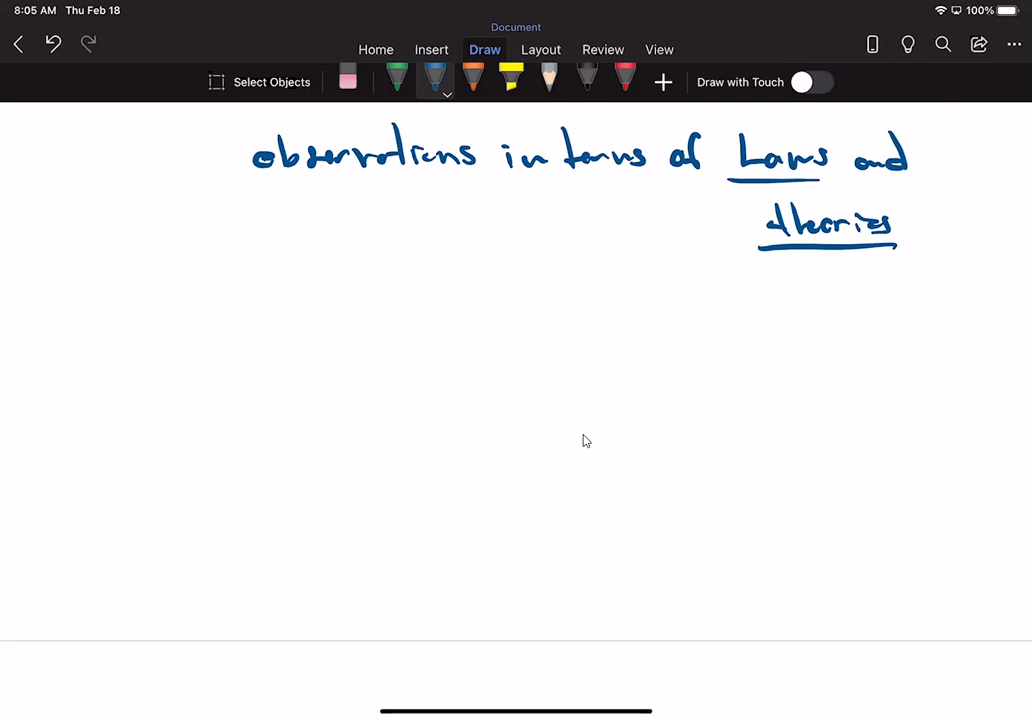 8:05 AM Thu Feb 18 100%
Document
Home Insert Draw Layout Review View
Select Objects Draw with Touch
observations in terms of Laws and
theories